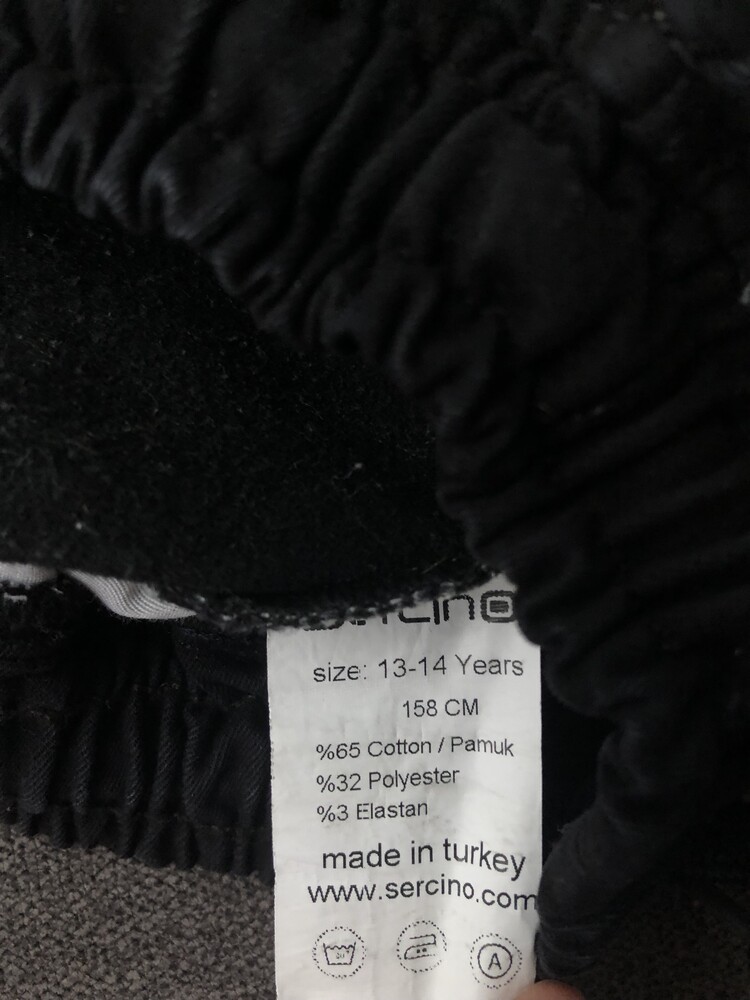 sercino
size: 13-14 Years
158 CM
%65 Cotton / Pamuk
%32 Polyester
%3 Elastan
made in turkey
www.sercino.com
A